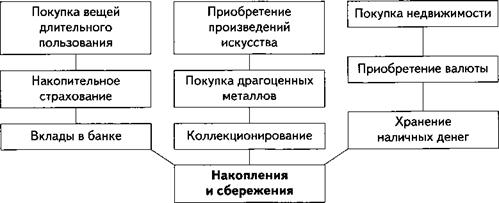 Покупка вещей
длительного
пользования
Приобретение
произведений
искусства
Покупка недвижимости
Накопительное
страхование
Покупка драгоценных
металлов
Приобретение валюты
Вклады в банке
Коллекционирование
Хранение
наличных денег
Накопления
и сбережения